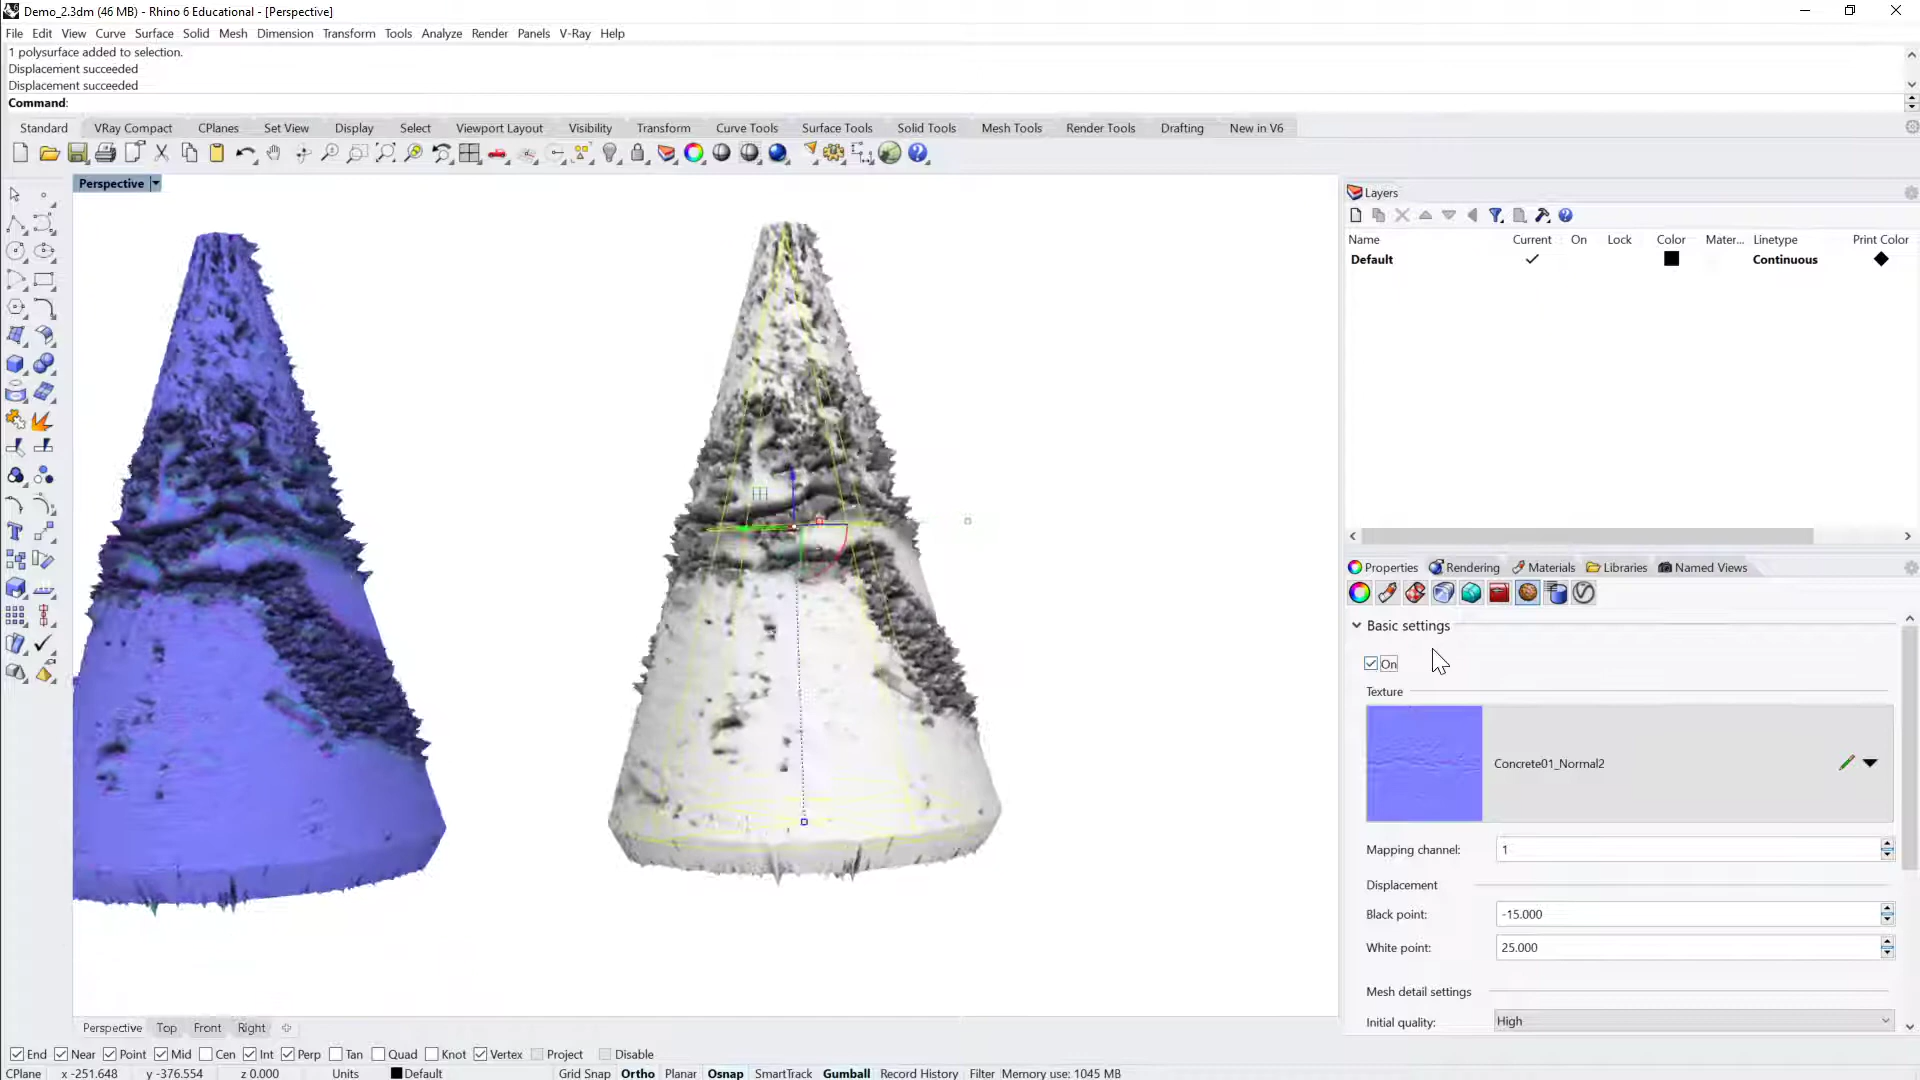 Demo_2.3dm (46 MB) - Rhino 6 Educational - [Perspective]
File Edit View Curve Surface Solid Mesh Dimension Transform Tools Analyze Render Panels V-Ray Help
1 polysurface added to selection.
Displacement succeeded
Displacement succeeded
Command:
Standard VRay Compact CPlanes Set View Display Select Viewport Layout Visibility Transform Curve Tools Surface Tools Solid Tools Mesh Tools Render Tools Drafting New in V6
Perspective
Layers
Name Current On Lock Color Mater... Linetype Print Color
Default Continuous
Properties Rendering Materials Libraries Named Views
Basic settings
On
Texture
Concrete01_Normal2
Mapping channel: 1
Displacement
Black point: -15.000
White point: 25.000
Mesh detail settings
Initial quality: High
Perspective Top Front Right
End Near Point Mid Cen Int Perp Tan Quad Knot Vertex Project Disable
CPlane x -251.648 y -376.554 z 0.000 Units Default Grid Snap Ortho Planar Osnap SmartTrack Gumball Record History Filter Memory use: 1045 MB